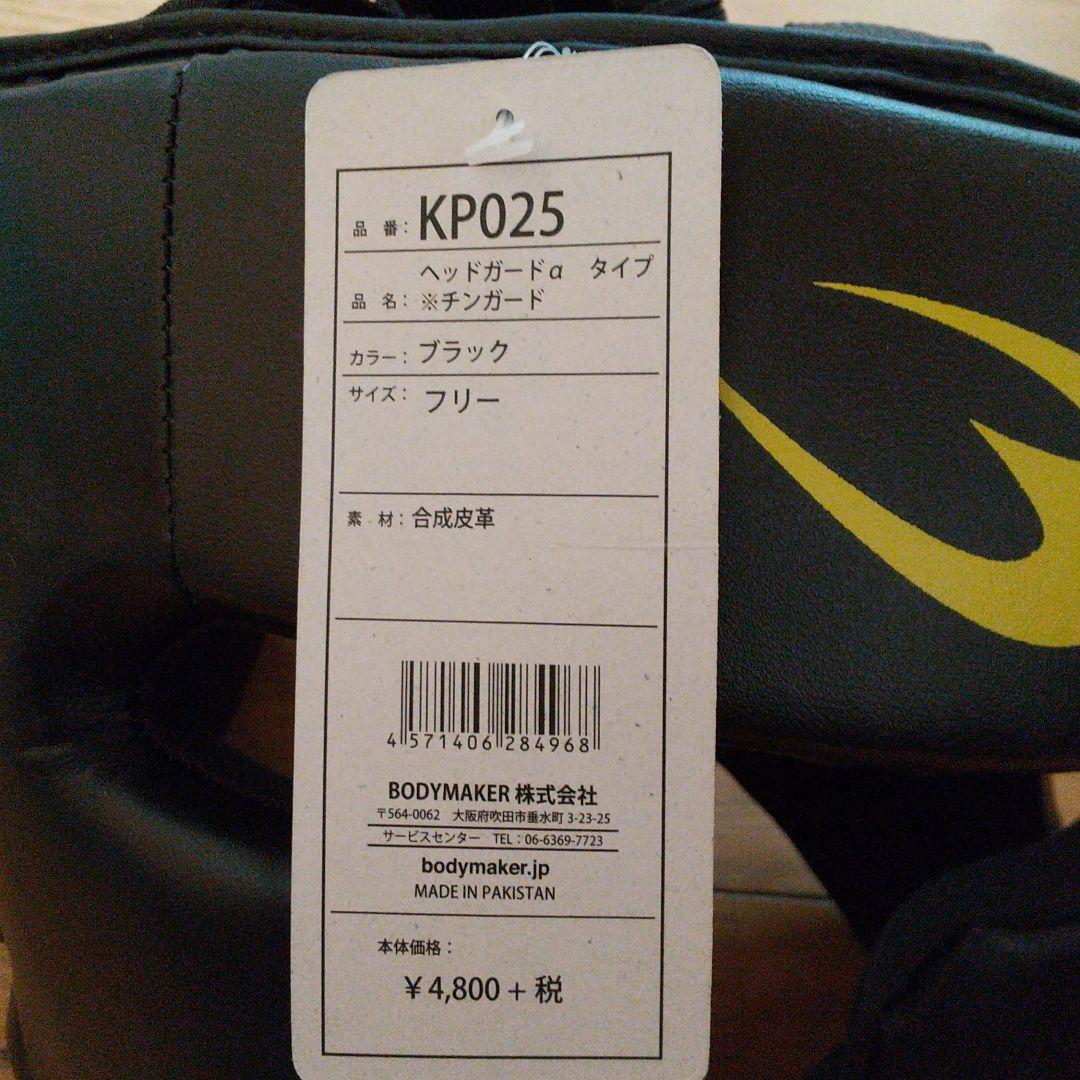 品 番： KP025
ヘッドガードα タイプ
品 名： ※チンガード
カラー： ブラック
サイズ： フリー
素 材： 合成皮革
4 571406 284968
BODYMAKER 株式会社
〒564-0062 大阪府吹田市垂水町 3-23-25
サービスセンター TEL：06-6369-7723
bodymaker.jp
MADE IN PAKISTAN
本体価格：
￥4,800 + 税